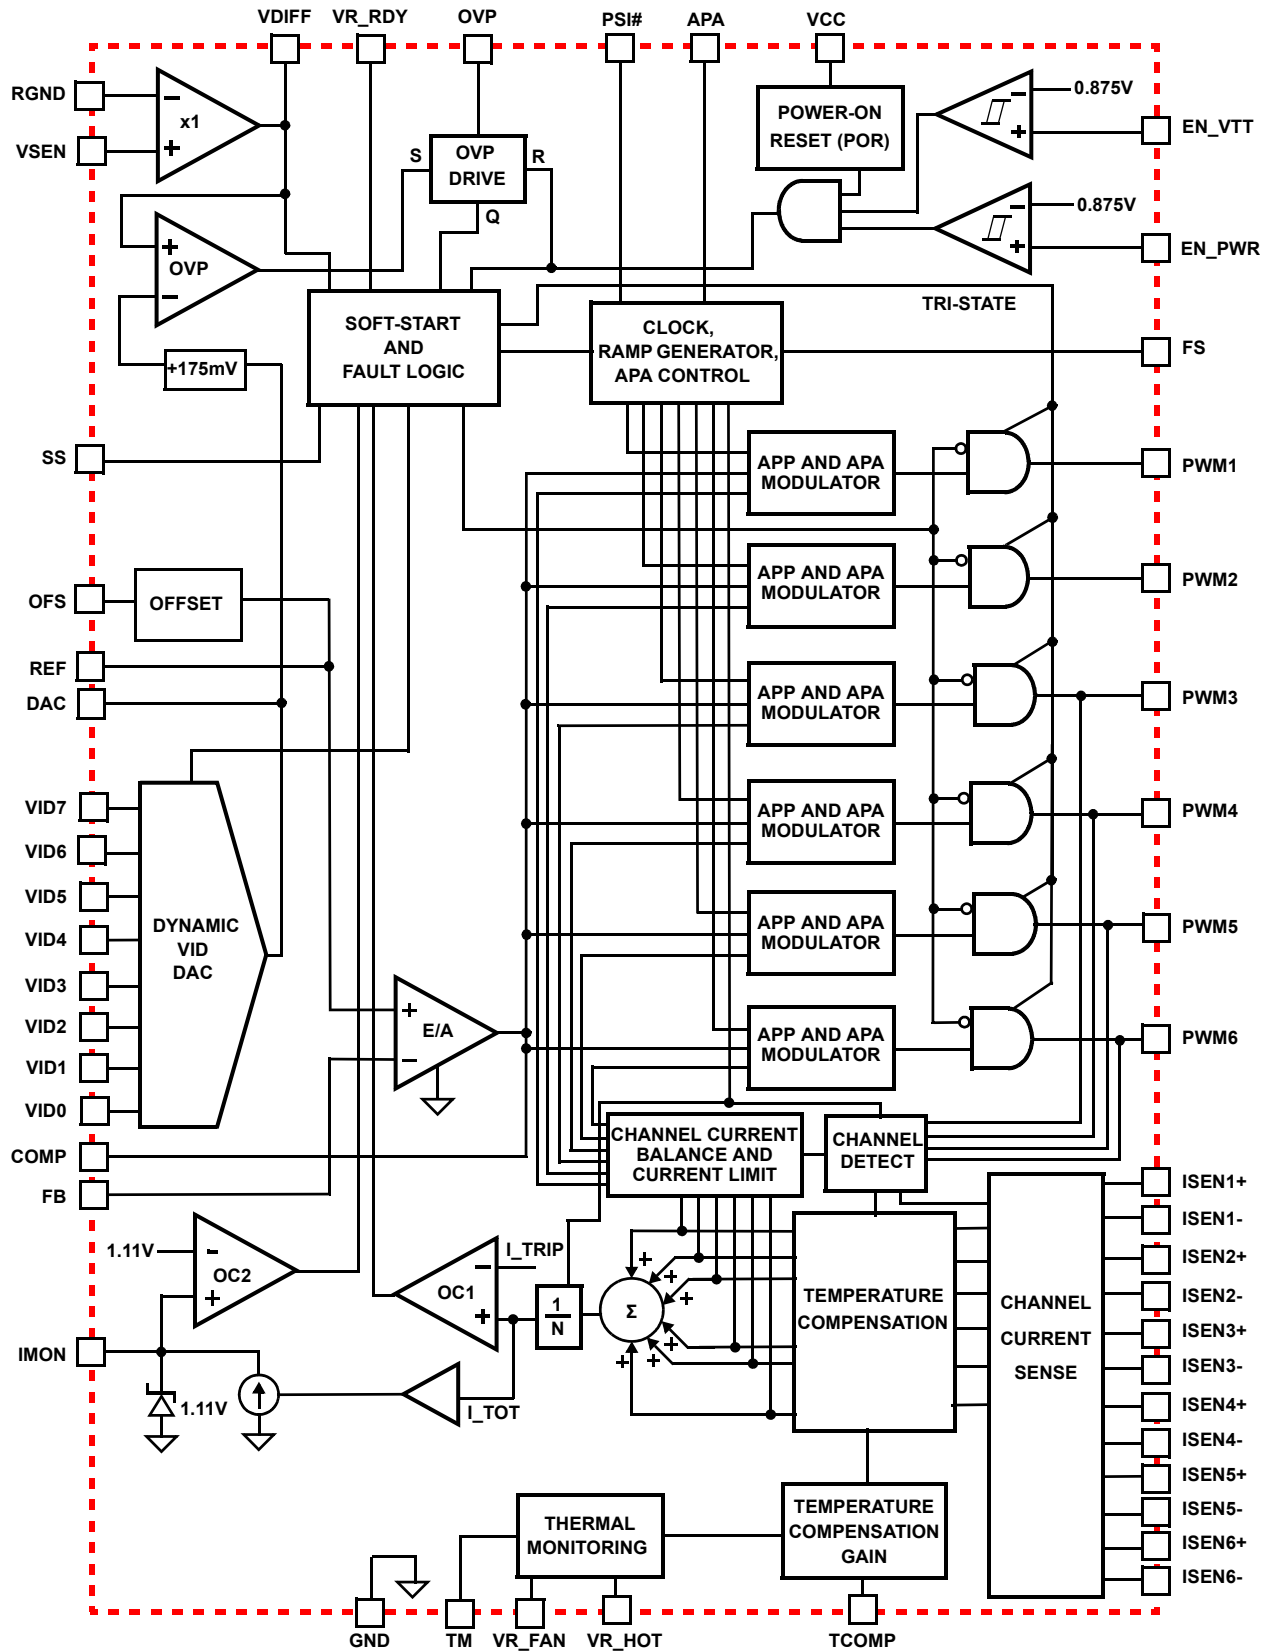 VDIFF
VR_RDY
OVP
PSI#
APA
VCC
RGND
VSEN
x1
− +
OVP
DRIVE
S
R
Q
POWER-ON
RESET (POR)
− +
0.875V
EN_VTT
− +
0.875V
EN_PWR
+ −
OVP
+175mV
SOFT-START
AND
FAULT LOGIC
CLOCK,
RAMP GENERATOR,
APA CONTROL
TRI-STATE
FS
SS
APP AND APA
MODULATOR
PWM1
APP AND APA
MODULATOR
PWM2
OFS
OFFSET
REF
DAC
APP AND APA
MODULATOR
PWM3
APP AND APA
MODULATOR
PWM4
APP AND APA
MODULATOR
PWM5
APP AND APA
MODULATOR
PWM6
VID7
VID6
VID5
VID4
VID3
VID2
VID1
VID0
DYNAMIC
VID
DAC
+ −
E/A
COMP
FB
CHANNEL CURRENT
BALANCE AND
CURRENT LIMIT
CHANNEL
DETECT
1.11V
- +
OC2
I_TRIP
− +
OC1
1
N
Σ
+
+
+
+
+
+
TEMPERATURE
COMPENSATION
CHANNEL
CURRENT
SENSE
ISEN1+
ISEN1-
ISEN2+
ISEN2-
ISEN3+
ISEN3-
ISEN4+
ISEN4-
ISEN5+
ISEN5-
ISEN6+
ISEN6-
IMON
1.11V
I_TOT
THERMAL
MONITORING
TEMPERATURE
COMPENSATION
GAIN
GND
TM
VR_FAN
VR_HOT
TCOMP